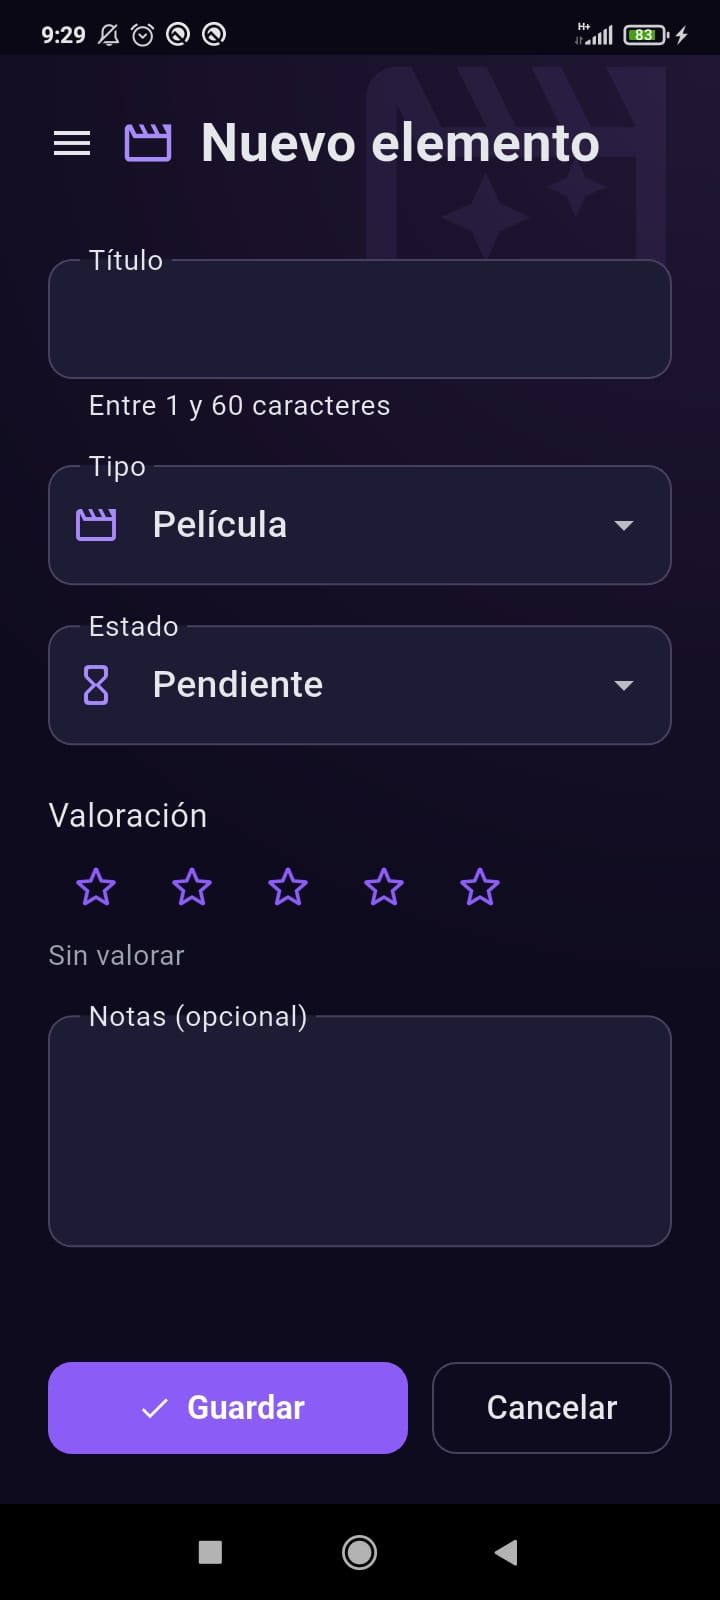 9:29
H+
83
Nuevo elemento
Título
Entre 1 y 60 caracteres
Tipo
Película
Estado
Pendiente
Valoración
Sin valorar
Notas (opcional)
Guardar
Cancelar